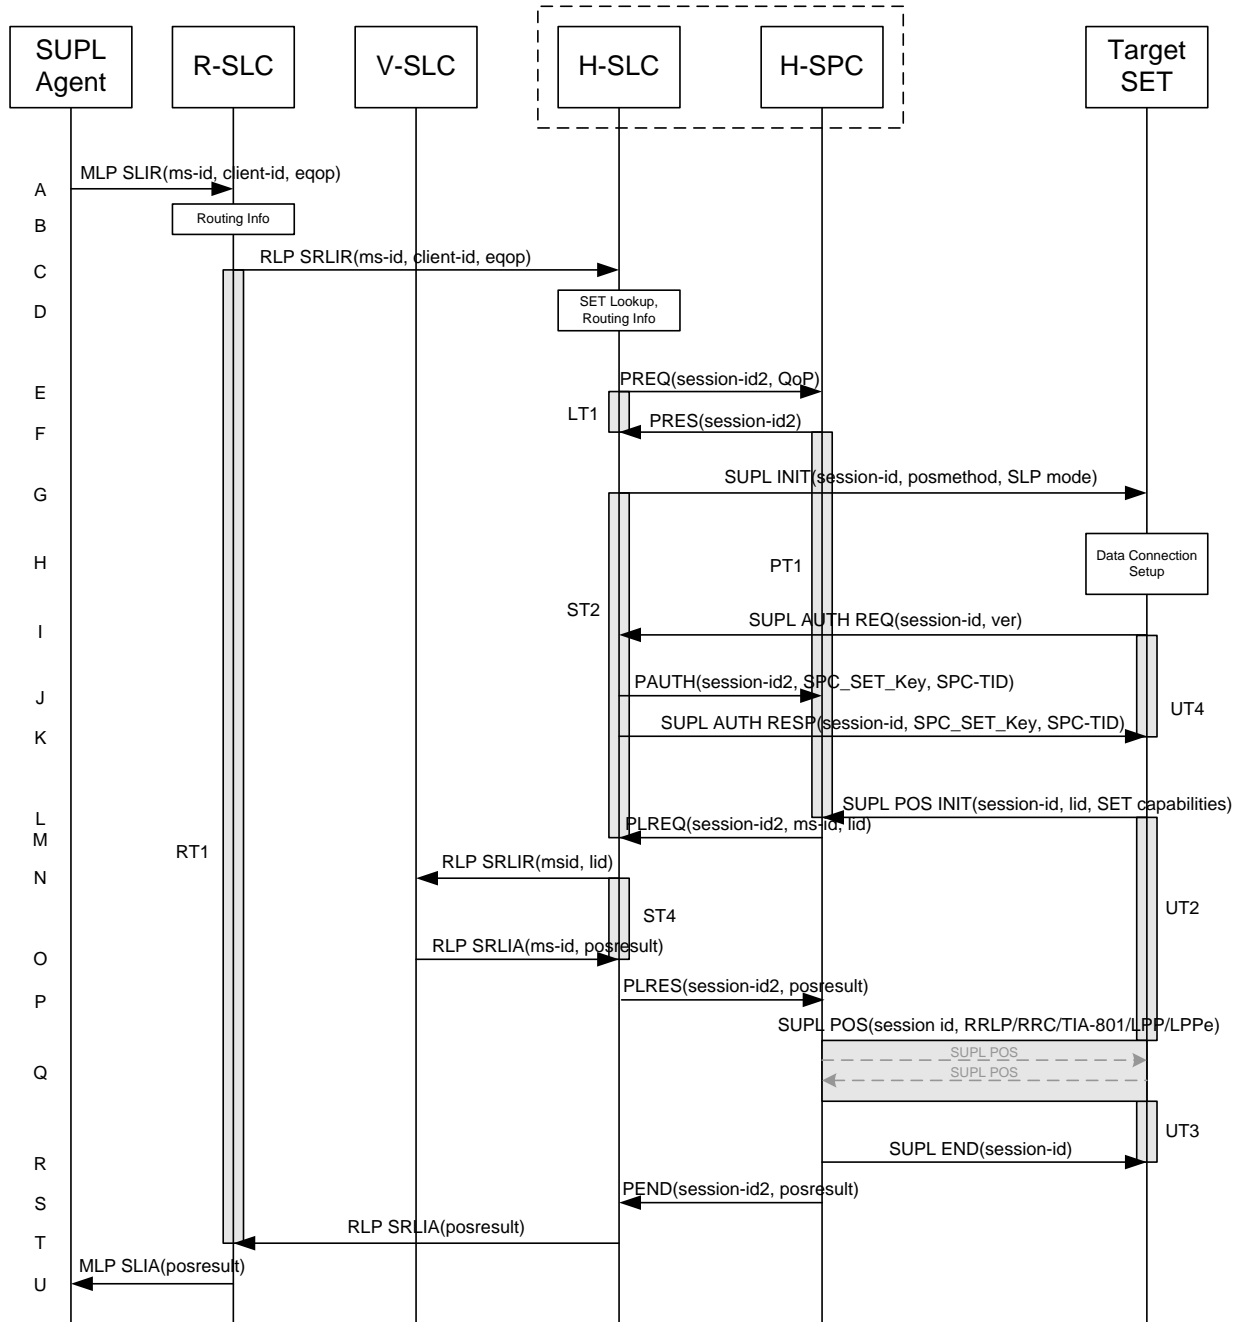 SUPL
Agent
R-SLC
V-SLC
H-SLC
H-SPC
Target
SET
A
MLP SLIR(ms-id, client-id, eqop)
B
Routing Info
C
RLP SRLIR(ms-id, client-id, eqop)
D
SET Lookup,
Routing Info
E
PREQ(session-id2, QoP)
LT1
F
PRES(session-id2)
G
SUPL INIT(session-id, posmethod, SLP mode)
H
PT1
Data Connection
Setup
ST2
I
SUPL AUTH REQ(session-id, ver)
J
PAUTH(session-id2, SPC_SET_Key, SPC-TID)
UT4
K
SUPL AUTH RESP(session-id, SPC_SET_Key, SPC-TID)
L
SUPL POS INIT(session-id, lid, SET capabilities)
M
PLREQ(session-id2, ms-id, lid)
RT1
N
RLP SRLIR(msid, lid)
ST4
UT2
O
RLP SRLIA(ms-id, posresult)
P
PLRES(session-id2, posresult)
SUPL POS(session id, RRLP/RRC/TIA-801/LPP/LPPe)
SUPL POS
Q
SUPL POS
UT3
R
SUPL END(session-id)
S
PEND(session-id2, posresult)
T
RLP SRLIA(posresult)
U
MLP SLIA(posresult)